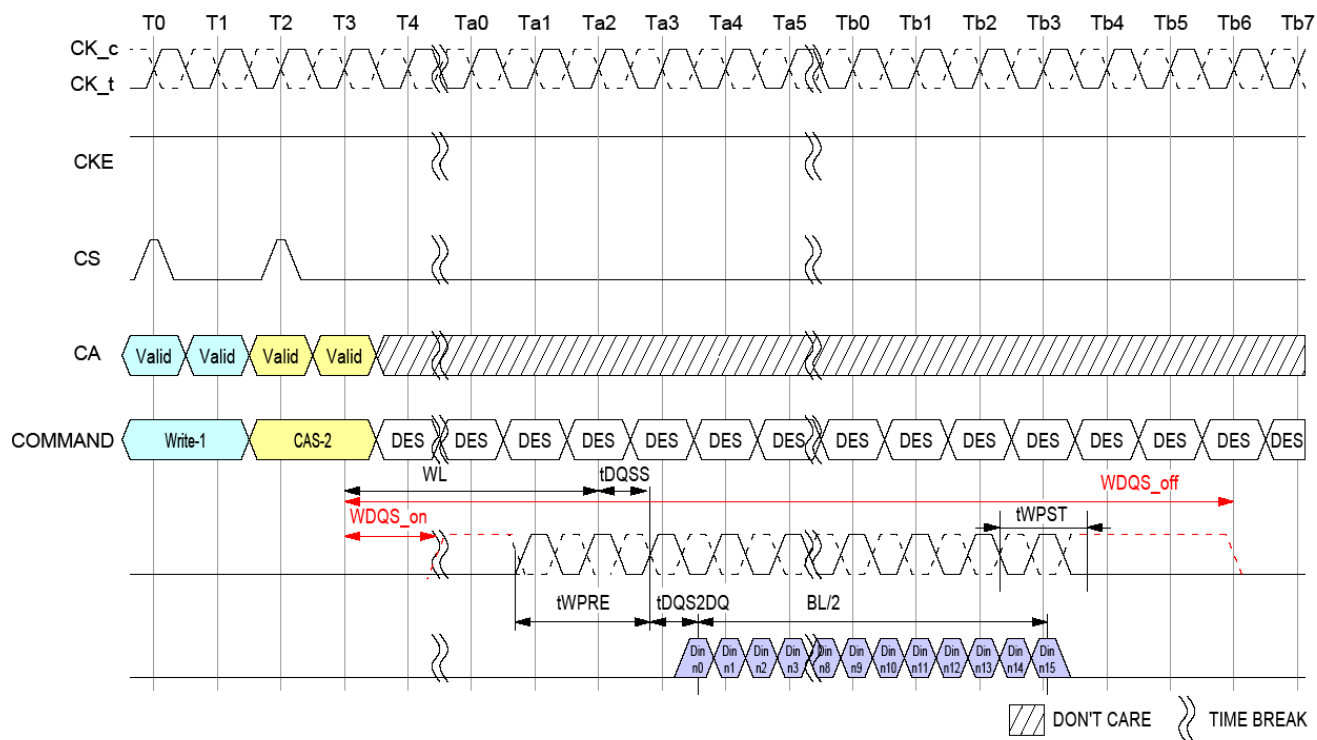 T0 T1 T2 T3 T4 Ta0 Ta1 Ta2 Ta3 Ta4 Ta5 Tb0 Tb1 Tb2 Tb3 Tb4 Tb5 Tb6 Tb7
CK_c
CK_t
CKE
CS
CA Valid Valid Valid Valid
COMMAND Write-1 CAS-2 DES DES DES DES DES DES DES DES DES DES DES DES DES DES DES
WL tDQSS WDQS_off
WDQS_on tWPST
tWPRE tDQS2DQ BL/2
Din Din Din Din Din Din Din Din Din Din Din Din
n0 n1 n2 n3 n8 n9 n10 n11 n12 n13 n14 n15
DON'T CARE TIME BREAK